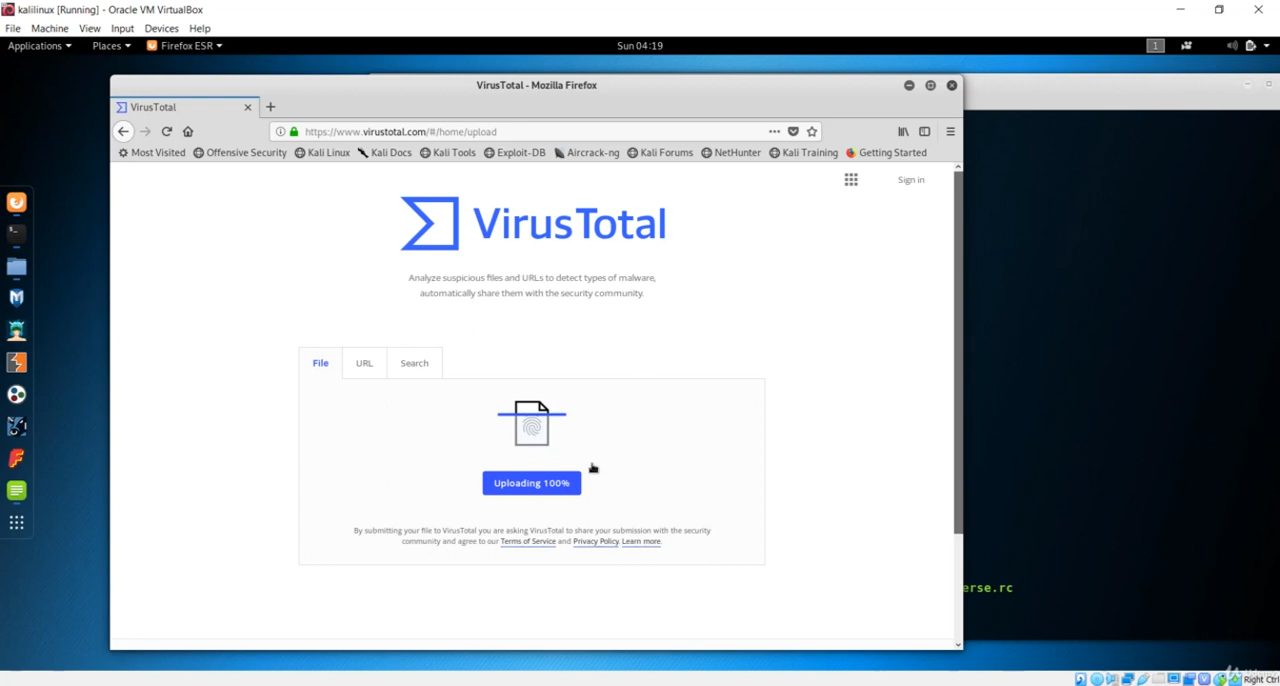 kalilinux [Running] - Oracle VM VirtualBox
File Machine View Input Devices Help
Applications Places Firefox ESR Sun 04:19 1
VirusTotal - Mozilla Firefox
VirusTotal
https://www.virustotal.com/#/home/upload
Most Visited Offensive Security Kali Linux Kali Docs Kali Tools Exploit-DB Aircrack-ng Kali Forums NetHunter Kali Training Getting Started
Sign in
VirusTotal
Analyze suspicious files and URLs to detect types of malware,
automatically share them with the security community.
File URL Search
Uploading 100%
By submitting your file to VirusTotal you are asking VirusTotal to share your submission with the security
community and agree to our Terms of Service and Privacy Policy. Learn more.
erse.rc
Right Ctrl